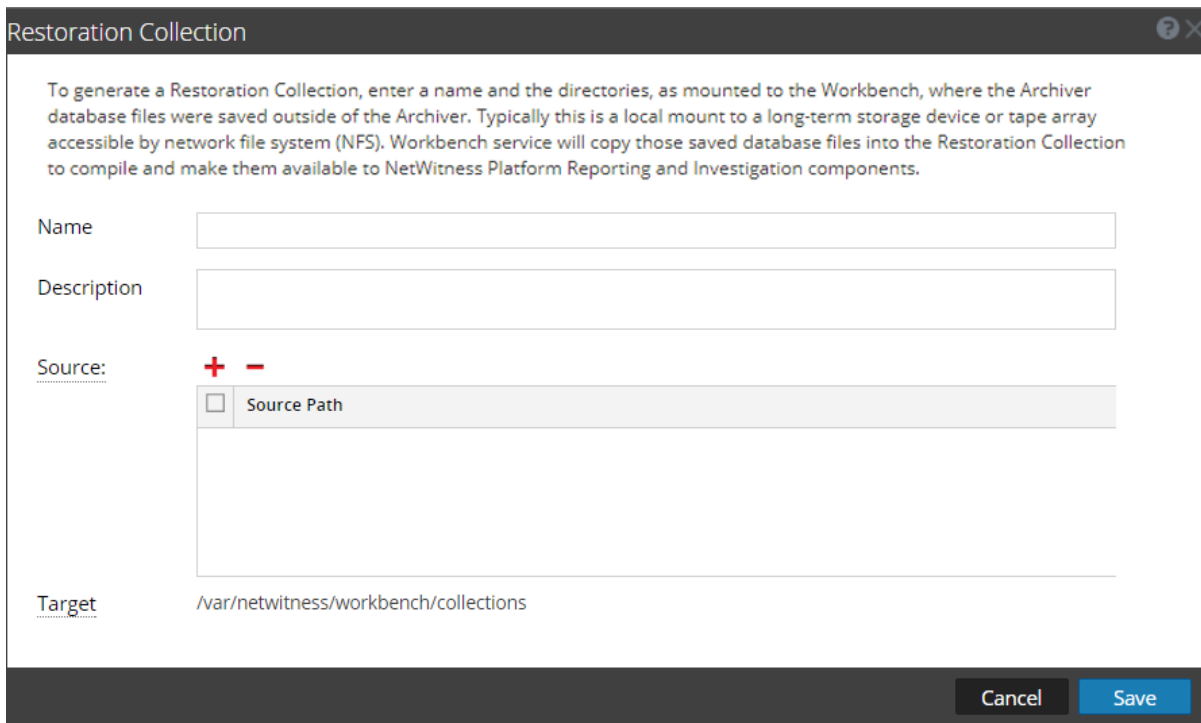 Restoration Collection
To generate a Restoration Collection, enter a name and the directories, as mounted to the Workbench, where the Archiver
database files were saved outside of the Archiver. Typically this is a local mount to a long-term storage device or tape array
accessible by network file system (NFS). Workbench service will copy those saved database files into the Restoration Collection
to compile and make them available to NetWitness Platform Reporting and Investigation components.
Name
Description
Source:
Source Path
Target
/var/netwitness/workbench/collections
Cancel
Save